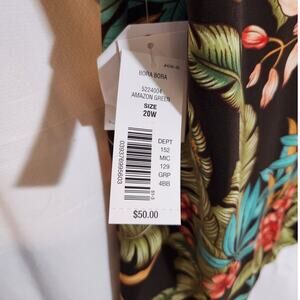 BORA BORA
5224004
AMAZON GREEN
SIZE
20W
DEPT
152
MIC
129
GRP
4BB
$50.00